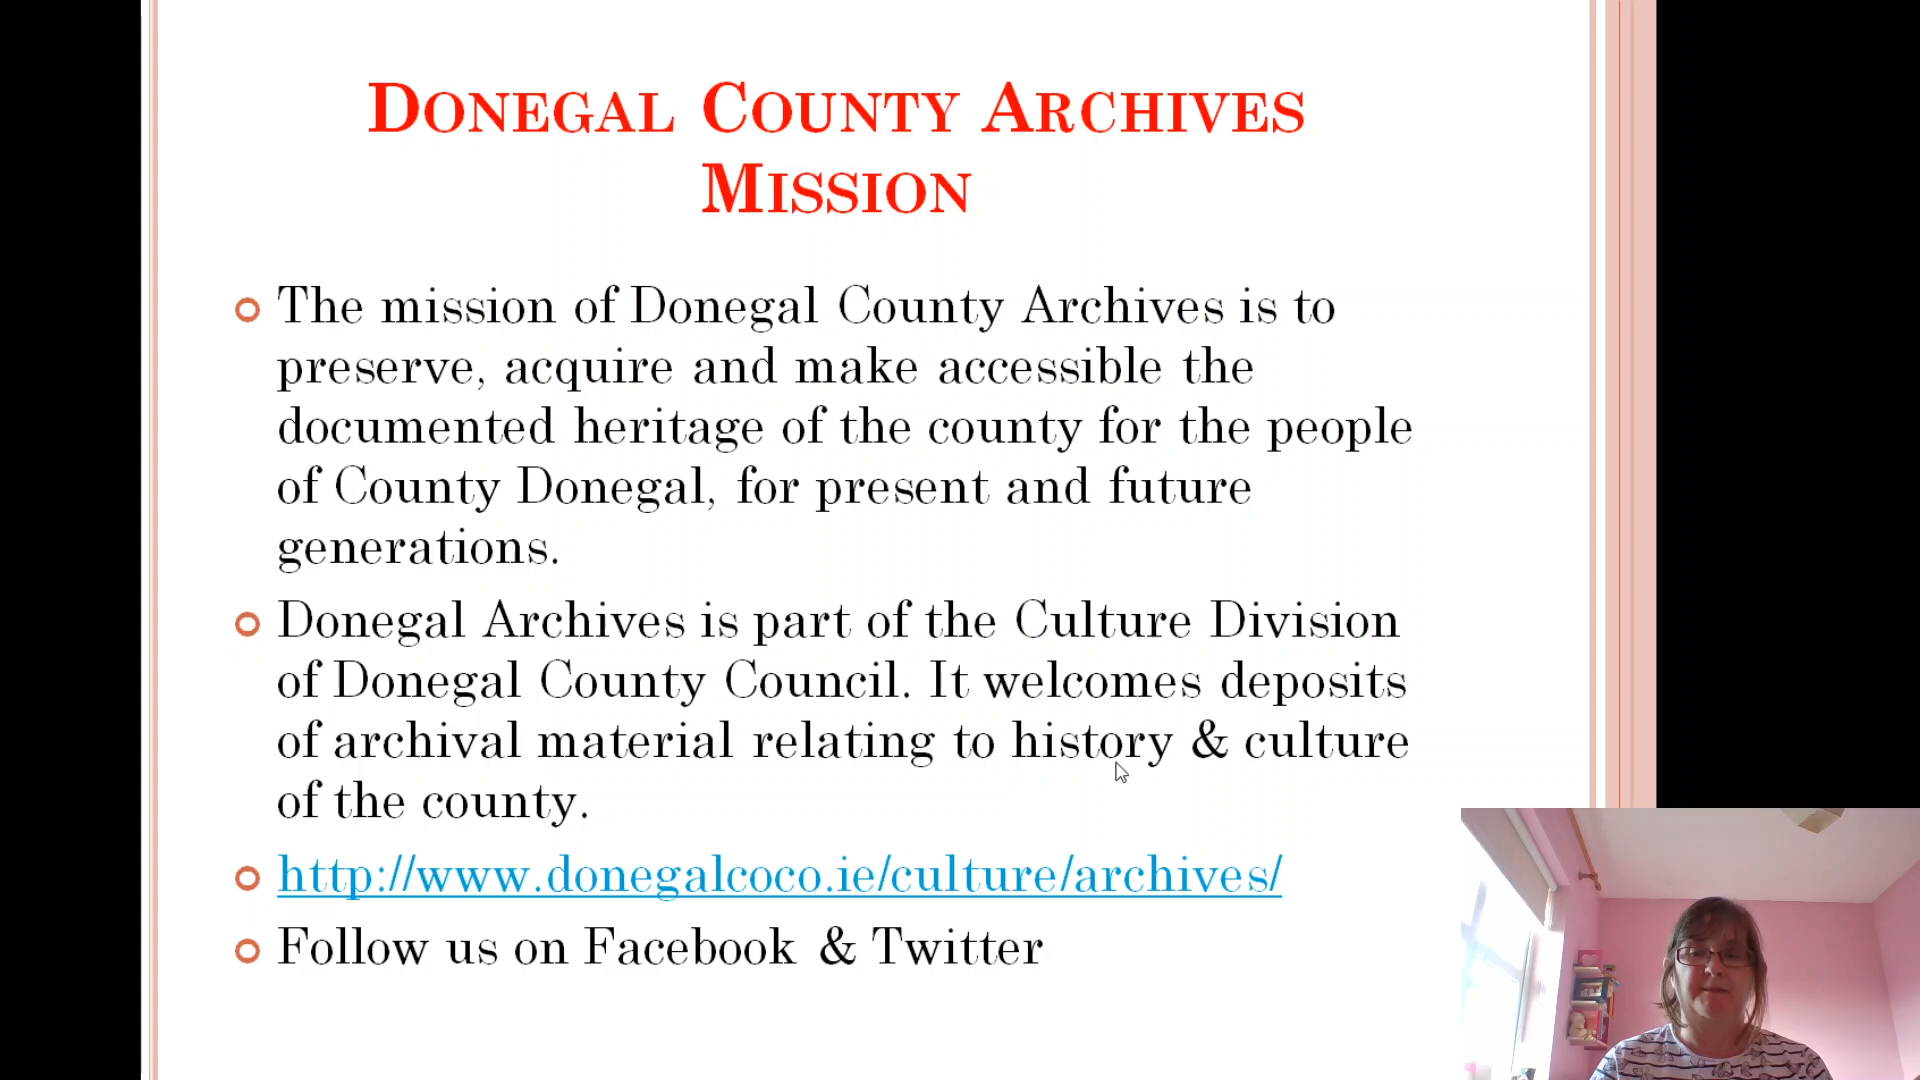 Donegal County Archives
Mission
The mission of Donegal County Archives is to
preserve, acquire and make accessible the
documented heritage of the county for the people
of County Donegal, for present and future
generations.
Donegal Archives is part of the Culture Division
of Donegal County Council. It welcomes deposits
of archival material relating to history & culture
of the county.
http://www.donegalcoco.ie/culture/archives/
Follow us on Facebook & Twitter